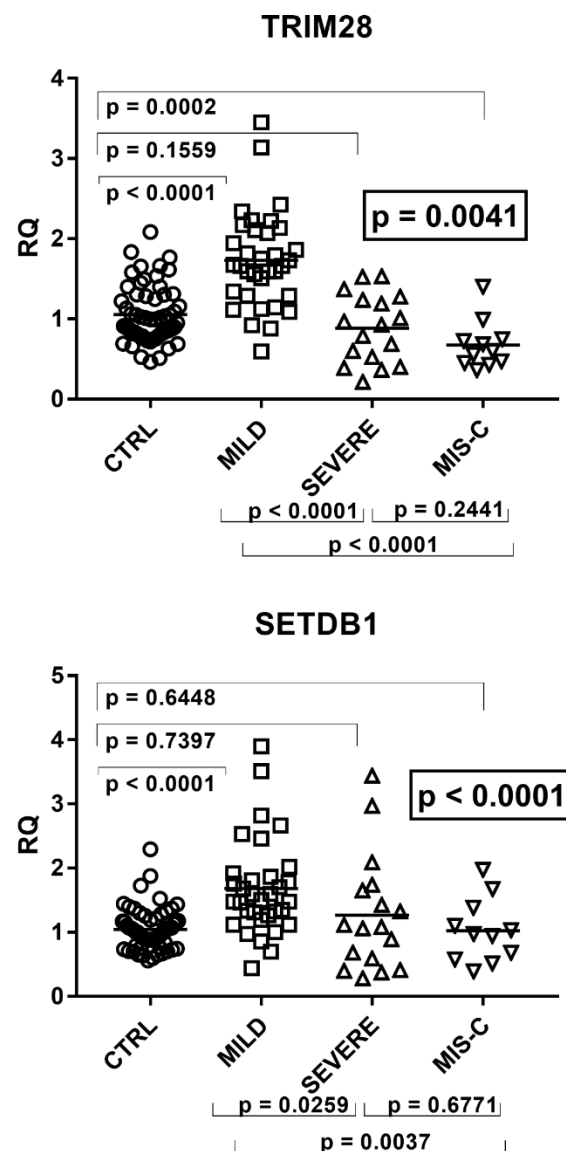 TRIM28
4
p = 0.0002
3
p = 0.1559
p < 0.0001
p = 0.0041
RQ
2
1
0
CTRL
MILD
SEVERE
MIS-C
p < 0.0001
p = 0.2441
p < 0.0001
SETDB1
5
p = 0.6448
4
p = 0.7397
p < 0.0001
p < 0.0001
RQ
3
2
1
0
CTRL
MILD
SEVERE
MIS-C
p = 0.0259
p = 0.6771
p = 0.0037